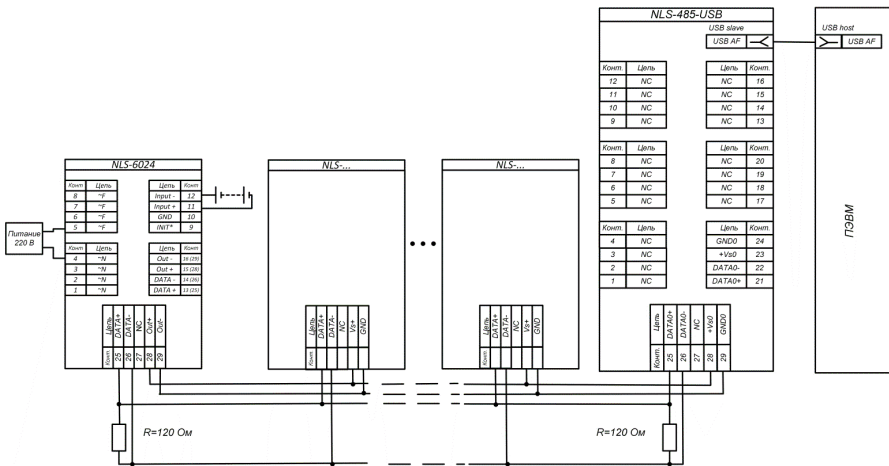 NLS-485-USB
USB slave
USB AF
USB host
USB AF
ПЭВМ
Конт. Цепь
12 NC
11 NC
10 NC
9 NC
Цепь Конт.
NC 16
NC 15
NC 14
NC 13
Конт. Цепь
8 NC
7 NC
6 NC
5 NC
Цепь Конт.
NC 20
NC 19
NC 18
NC 17
Конт. Цепь
4 NC
3 NC
2 NC
1 NC
Цепь Конт.
GND0 24
+Vs0 23
DATA0- 22
DATA0+ 21
Конт. Цепь
25 DATA0+
26 DATA0-
27 NC
28 +Vs0
29 GND0
NLS-6024
Конт Цепь
8 ~F
7 ~F
6 ~F
5 ~F
Цепь Конт
Input - 12
Input + 11
GND 10
INIT* 9
Питание
220 В
Конт Цепь
4 ~N
3 ~N
2 ~N
1 ~N
Цепь Конт
Out - 16 (29)
Out + 15 (28)
DATA - 14 (26)
DATA + 13 (25)
Конт. Цепь
25 DATA+
26 DATA-
27 NC
28 Out+
29 Out-
NLS-...
Конт. Цепь
DATA+
DATA-
NC
Vs+
GND
NLS-...
Конт. Цепь
DATA+
DATA-
NC
Vs+
GND
R=120 Ом
R=120 Ом